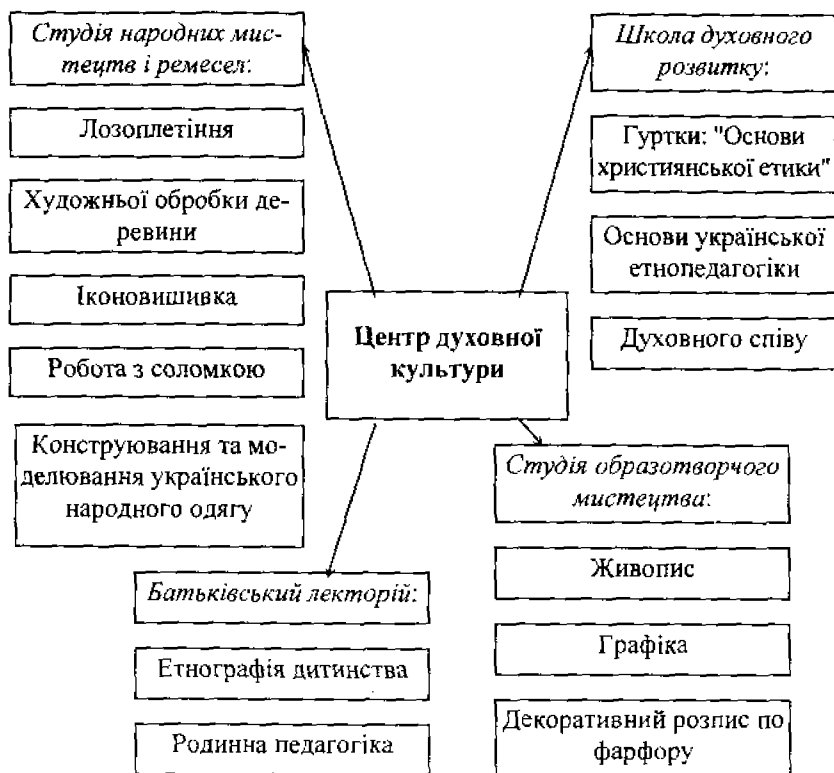 Студія народних мис-
тецтв і ремесел:
Лозоплетіння
Художньої обробки де-
ревини
Іконовишивка
Робота з соломкою
Конструювання та мо-
делювання українського
народного одягу
Центр духовної
культури
Школа духовного
розвитку:
Гуртки: "Основи
християнської етики"
Основи української
етнопедагогіки
Духовного співу
Студія образотворчого
мистецтва:
Живопис
Графіка
Декоративний розпис по
фарфору
Батьківський лекторій:
Етнографія дитинства
Родинна педагогіка